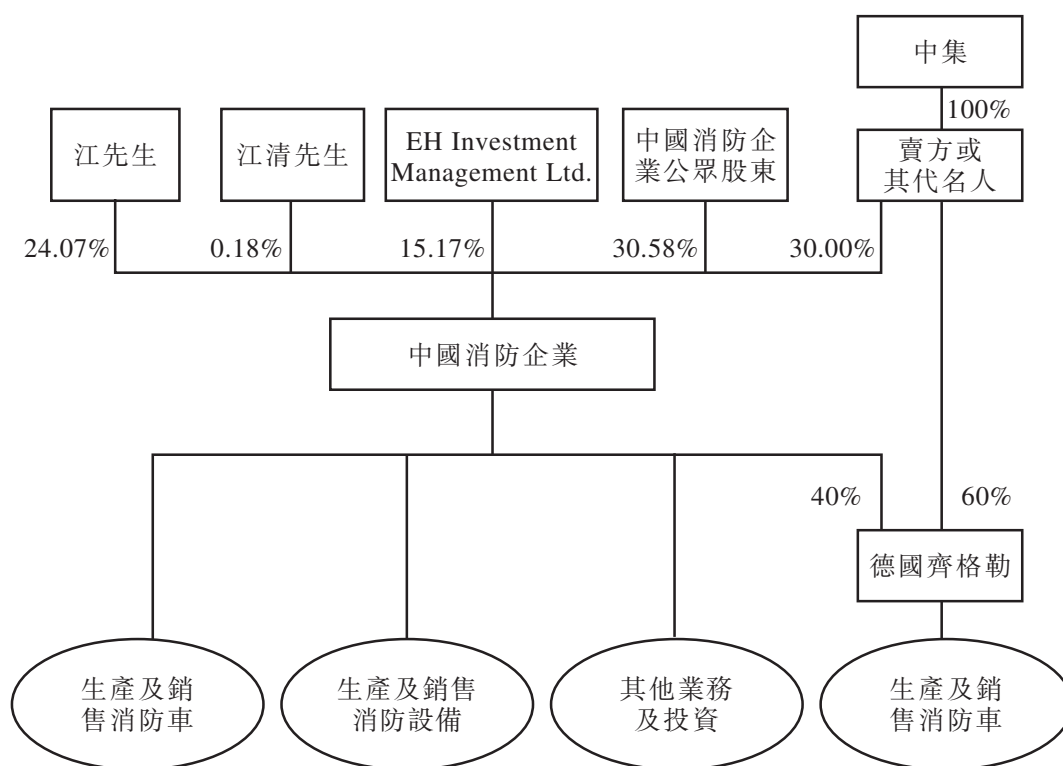 中集
100%
江先生
江清先生
EH Investment
Management Ltd.
中國消防企
業公眾股東
賣方或
其代名人
24.07%
0.18%
15.17%
30.58%
30.00%
中國消防企業
40%
60%
德國齊格勒
生產及銷
售消防車
生產及銷售
消防設備
其他業務
及投資
生產及銷
售消防車